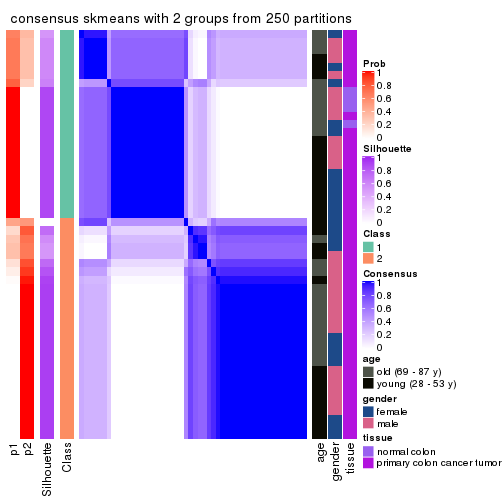 consensus skmeans with 2 groups from 250 partitions
Prob
1
0.8
0.6
0.4
0.2
0
Silhouette
1
0.8
0.6
0.4
0.2
0
Class
1
2
Consensus
1
0.8
0.6
0.4
0.2
0
age
old (69 - 87 y)
young (28 - 53 y)
gender
female
male
tissue
normal colon
primary colon cancer tumor
p1
p2
Silhouette
Class
age
gender
tissue